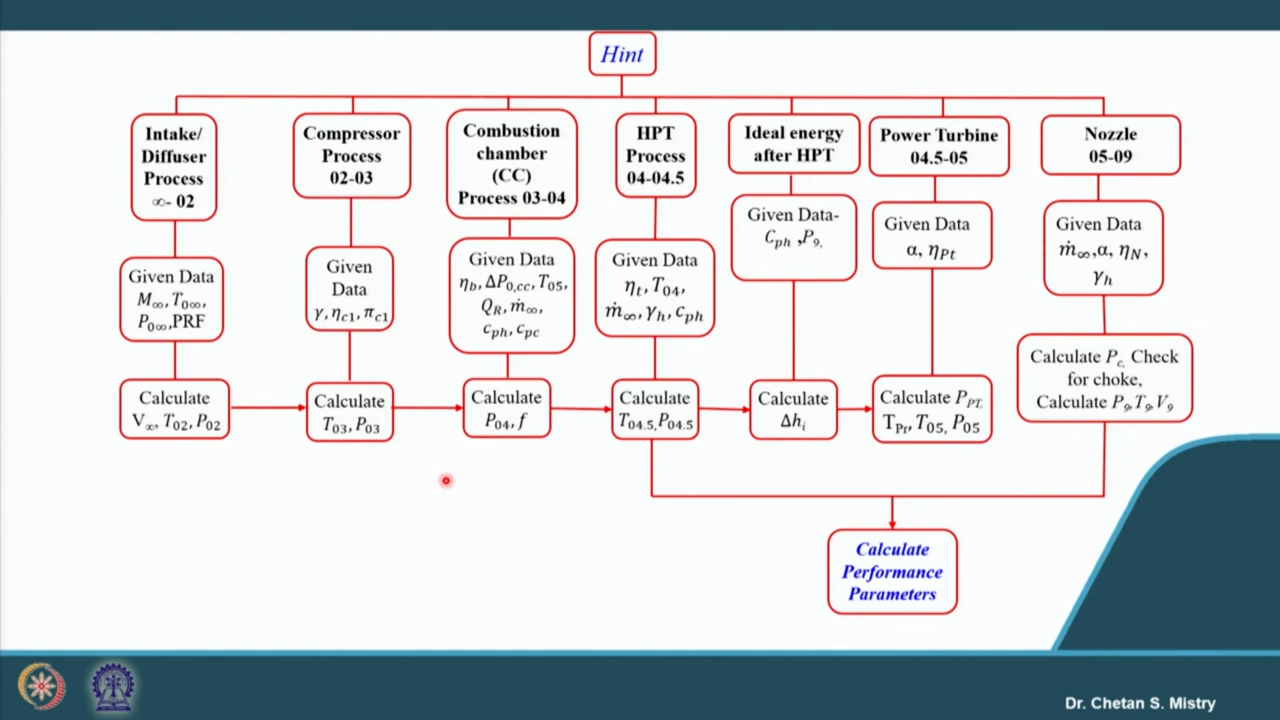 Hint
Intake/
Diffuser
Process
∞- 02
Given Data
M∞, T0∞,
P0∞,PRF
Calculate
V∞, T02, P02
Compressor
Process
02-03
Given
Data
γ, ηc1, πc1
Calculate
T03, P03
Combustion
chamber
(CC)
Process 03-04
Given Data
ηb, ΔP0,cc, T05,
QR, ṁ∞,
cph, cpc
Calculate
P04, f
HPT
Process
04-04.5
Given Data
ηt, T04,
ṁ∞, γh, cph
Calculate
T04.5, P04.5
Ideal energy
after HPT
Given Data-
Cph ,P9,
Calculate
Δhi
Power Turbine
04.5-05
Given Data
α, ηPt
Calculate PPT,
TPr, T05, P05
Nozzle
05-09
Given Data
ṁ∞,α, ηN,
γh
Calculate Pc, Check
for choke,
Calculate P9, T9, V9
Calculate
Performance
Parameters
Dr. Chetan S. Mistry